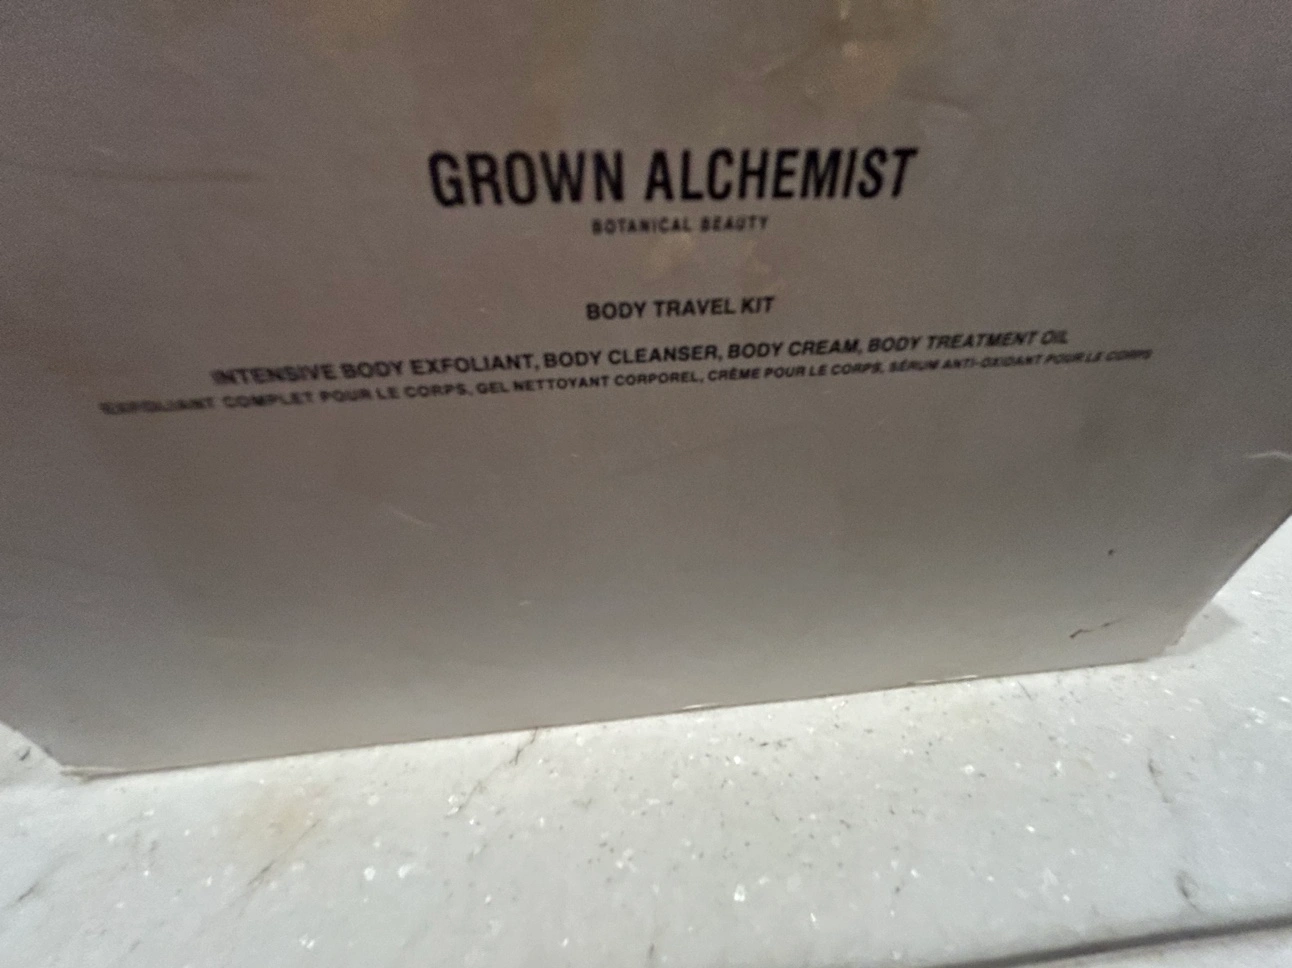 GROWN ALCHEMIST
BOTANICAL BEAUTY
BODY TRAVEL KIT
INTENSIVE BODY EXFOLIANT, BODY CLEANSER, BODY CREAM, BODY TREATMENT OIL
EXFOLIANT COMPLET POUR LE CORPS, GEL NETTOYANT CORPOREL, CRÈME POUR LE CORPS, SÉRUM ANTI-OXIDANT POUR LE CORPS